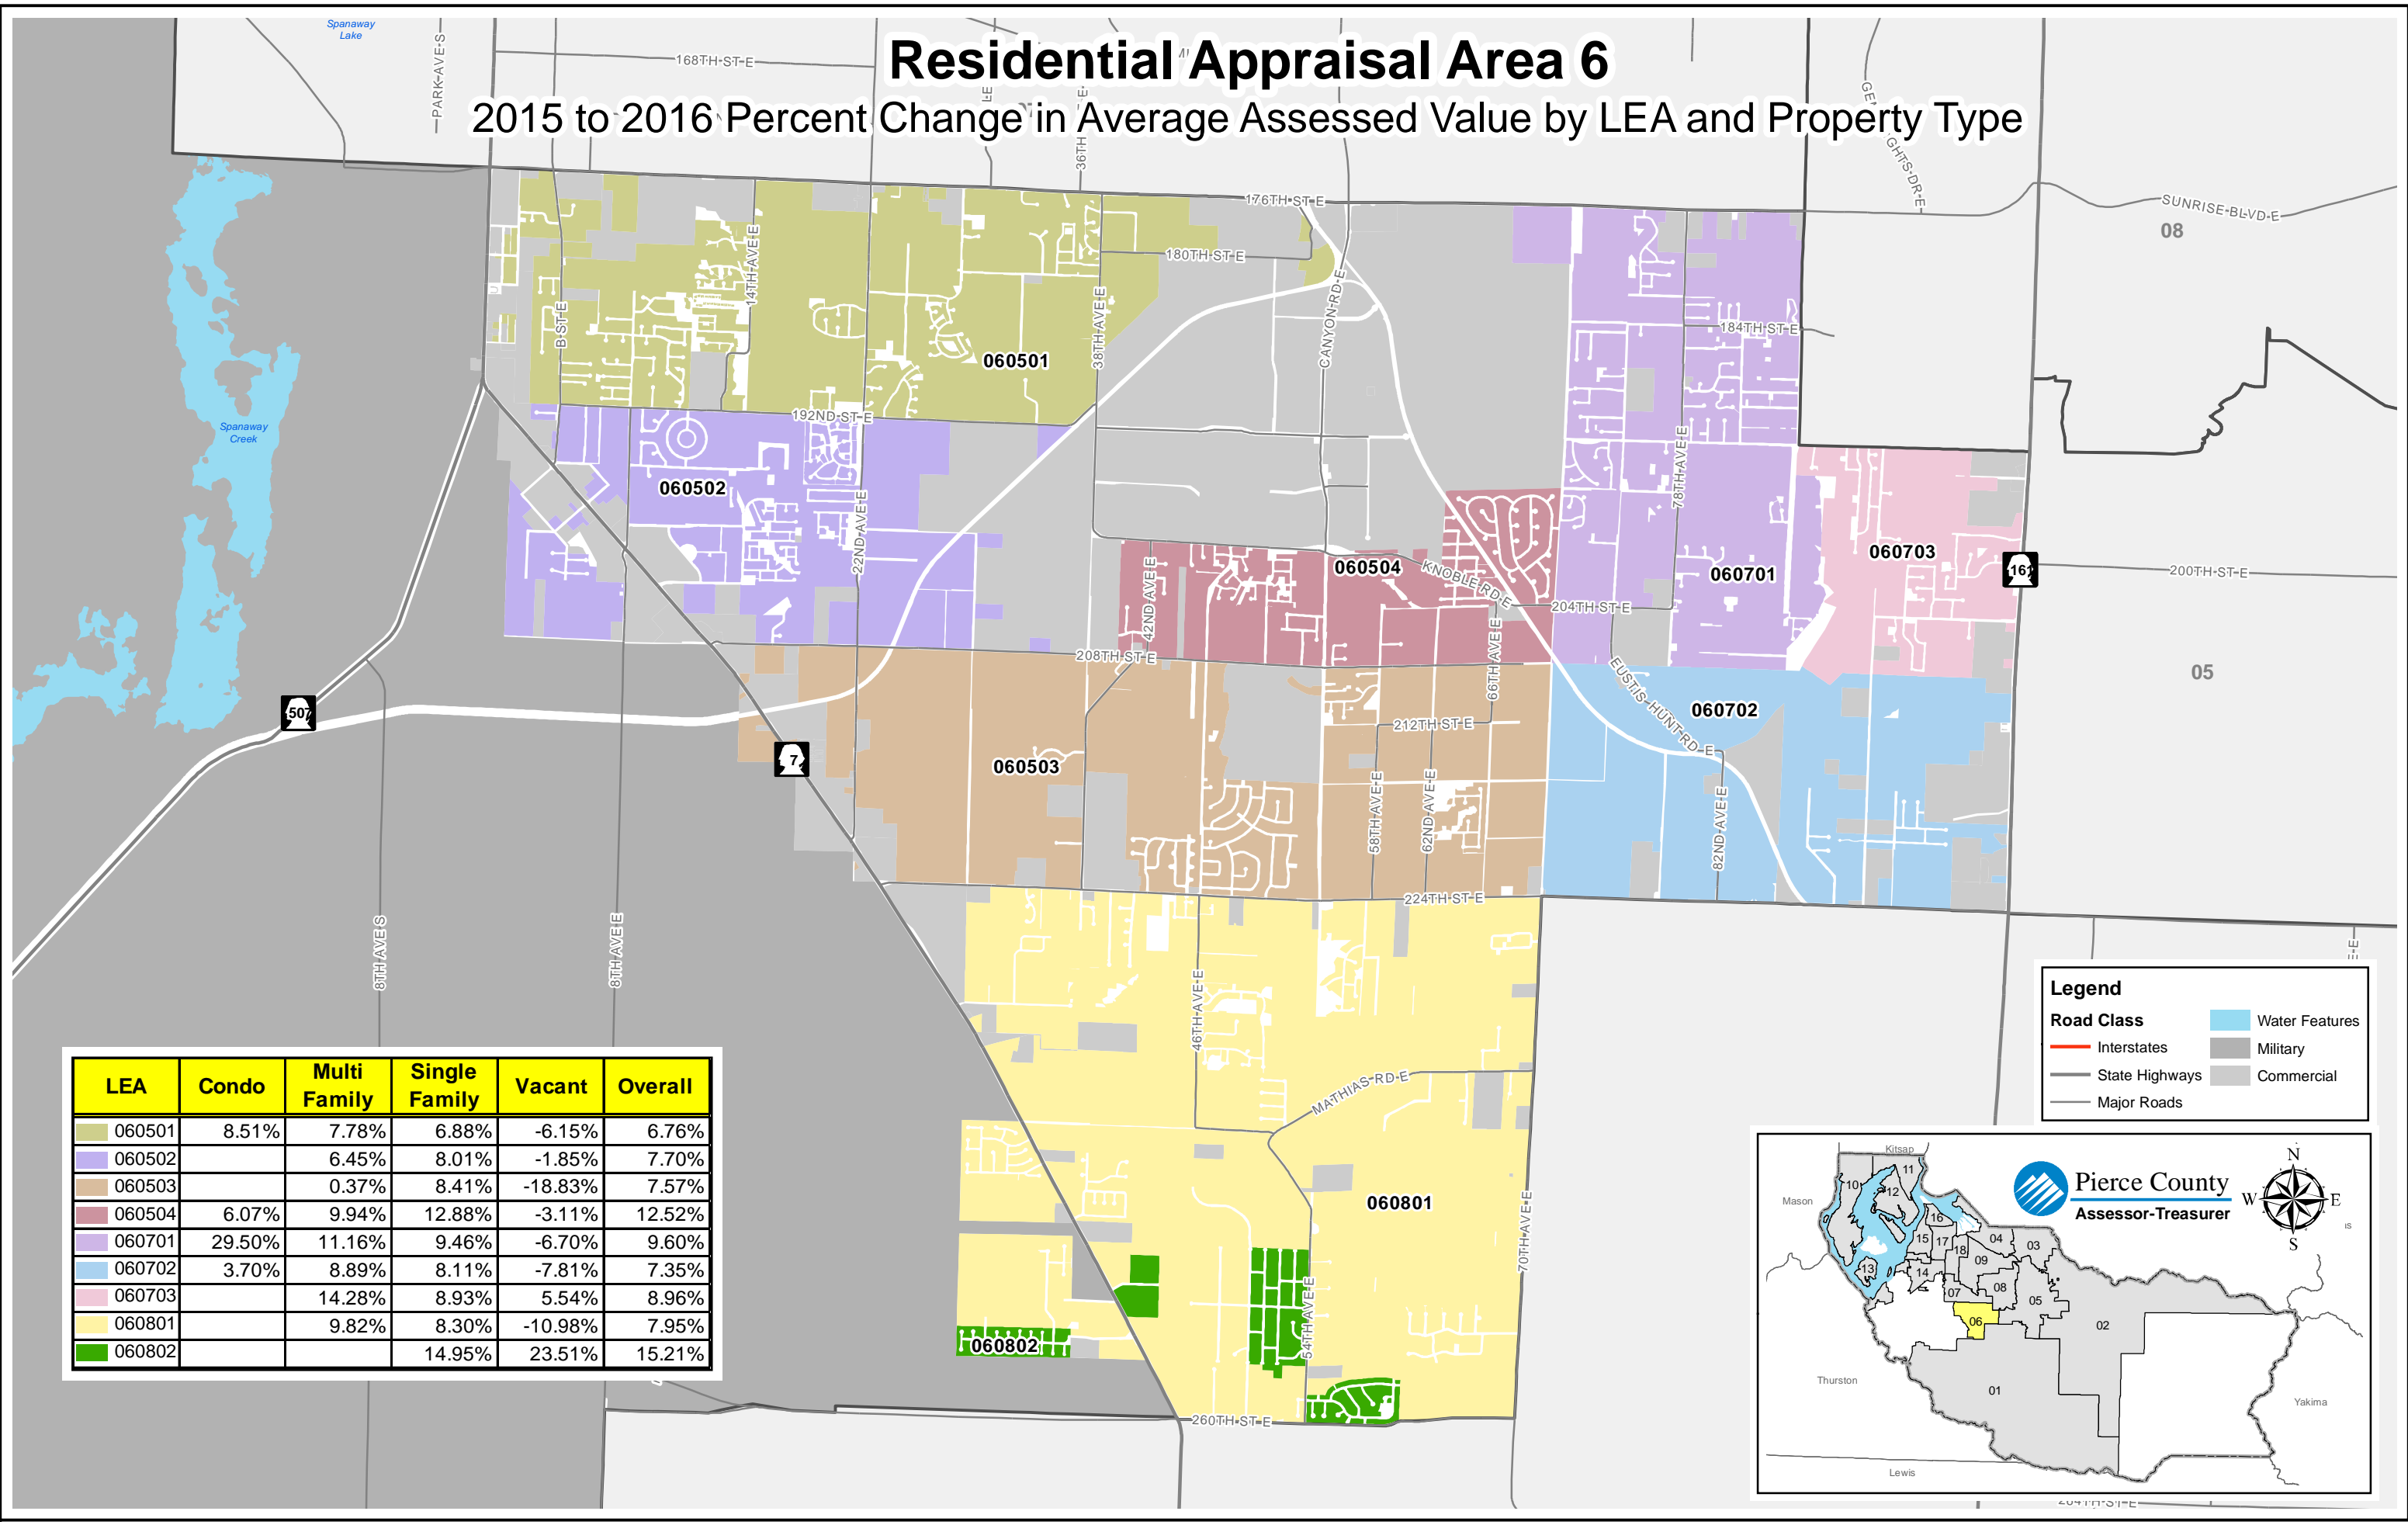 Residential Appraisal Area 6
2015 to 2016 Percent Change in Average Assessed Value by LEA and Property Type
Spanaway
Lake
PARK AVE S
168TH ST E
36TH
176TH ST E
SUNRISE BLVD E
08
180TH ST E
14TH AVE E
B ST E
38TH AVE E
CANYON RD E
184TH ST E
060501
192ND ST E
Spanaway
Creek
060502
22ND AVE E
78TH AVE E
060504
KNOBLE RD E
42ND AVE E
204TH ST E
060701
060703
161
200TH ST E
208TH ST E
66TH AVE E
EUSTIS HUNT RD E
05
507
7
212TH ST E
060702
060503
58TH AVE E
62ND AVE E
82ND AVE E
224TH ST E
8TH AVE S
8TH AVE E
46TH AVE E
MATHIAS RD E
060801
70TH AVE E
54TH AVE E
060802
260TH ST E
LEA Condo Multi Family Single Family Vacant Overall
060501 8.51% 7.78% 6.88% -6.15% 6.76%
060502 6.45% 8.01% -1.85% 7.70%
060503 0.37% 8.41% -18.83% 7.57%
060504 6.07% 9.94% 12.88% -3.11% 12.52%
060701 29.50% 11.16% 9.46% -6.70% 9.60%
060702 3.70% 8.89% 8.11% -7.81% 7.35%
060703 14.28% 8.93% 5.54% 8.96%
060801 9.82% 8.30% -10.98% 7.95%
060802 14.95% 23.51% 15.21%
Legend
Road Class
Interstates
State Highways
Major Roads
Water Features
Military
Commercial
Pierce County
Assessor-Treasurer
N
W E
S
Kitsap
Mason
Thurston
Lewis
Yakima
10
11
12
16
15
17
18
04
03
09
13
14
07
08
05
06
02
01